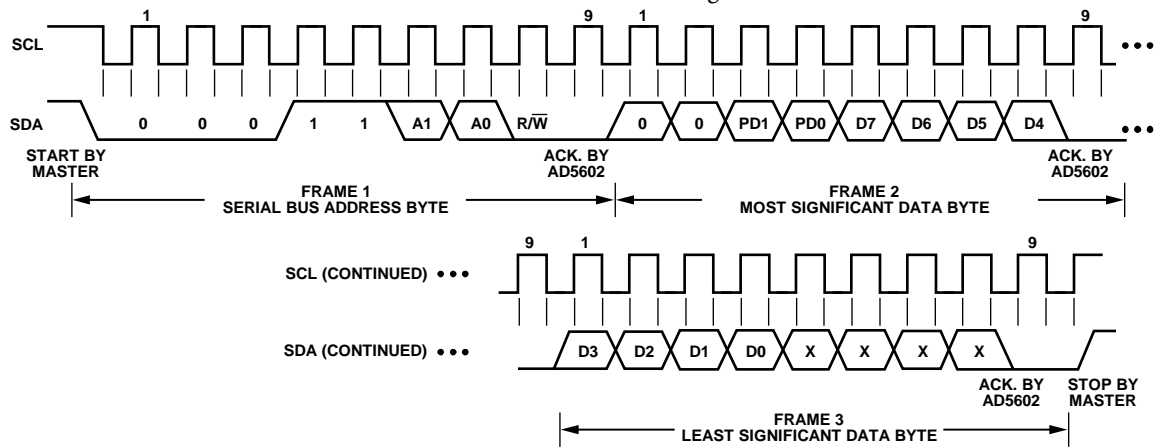 1 9 1 9
SCL
SDA 0 0 0 1 1 A1 A0 R/W̅ 0 0 PD1 PD0 D7 D6 D5 D4
START BY
MASTER
ACK. BY
AD5602
ACK. BY
AD5602
FRAME 1
SERIAL BUS ADDRESS BYTE
FRAME 2
MOST SIGNIFICANT DATA BYTE
9 1 9
SCL (CONTINUED)
SDA (CONTINUED) D3 D2 D1 D0 X X X X
ACK. BY
AD5602
STOP BY
MASTER
FRAME 3
LEAST SIGNIFICANT DATA BYTE